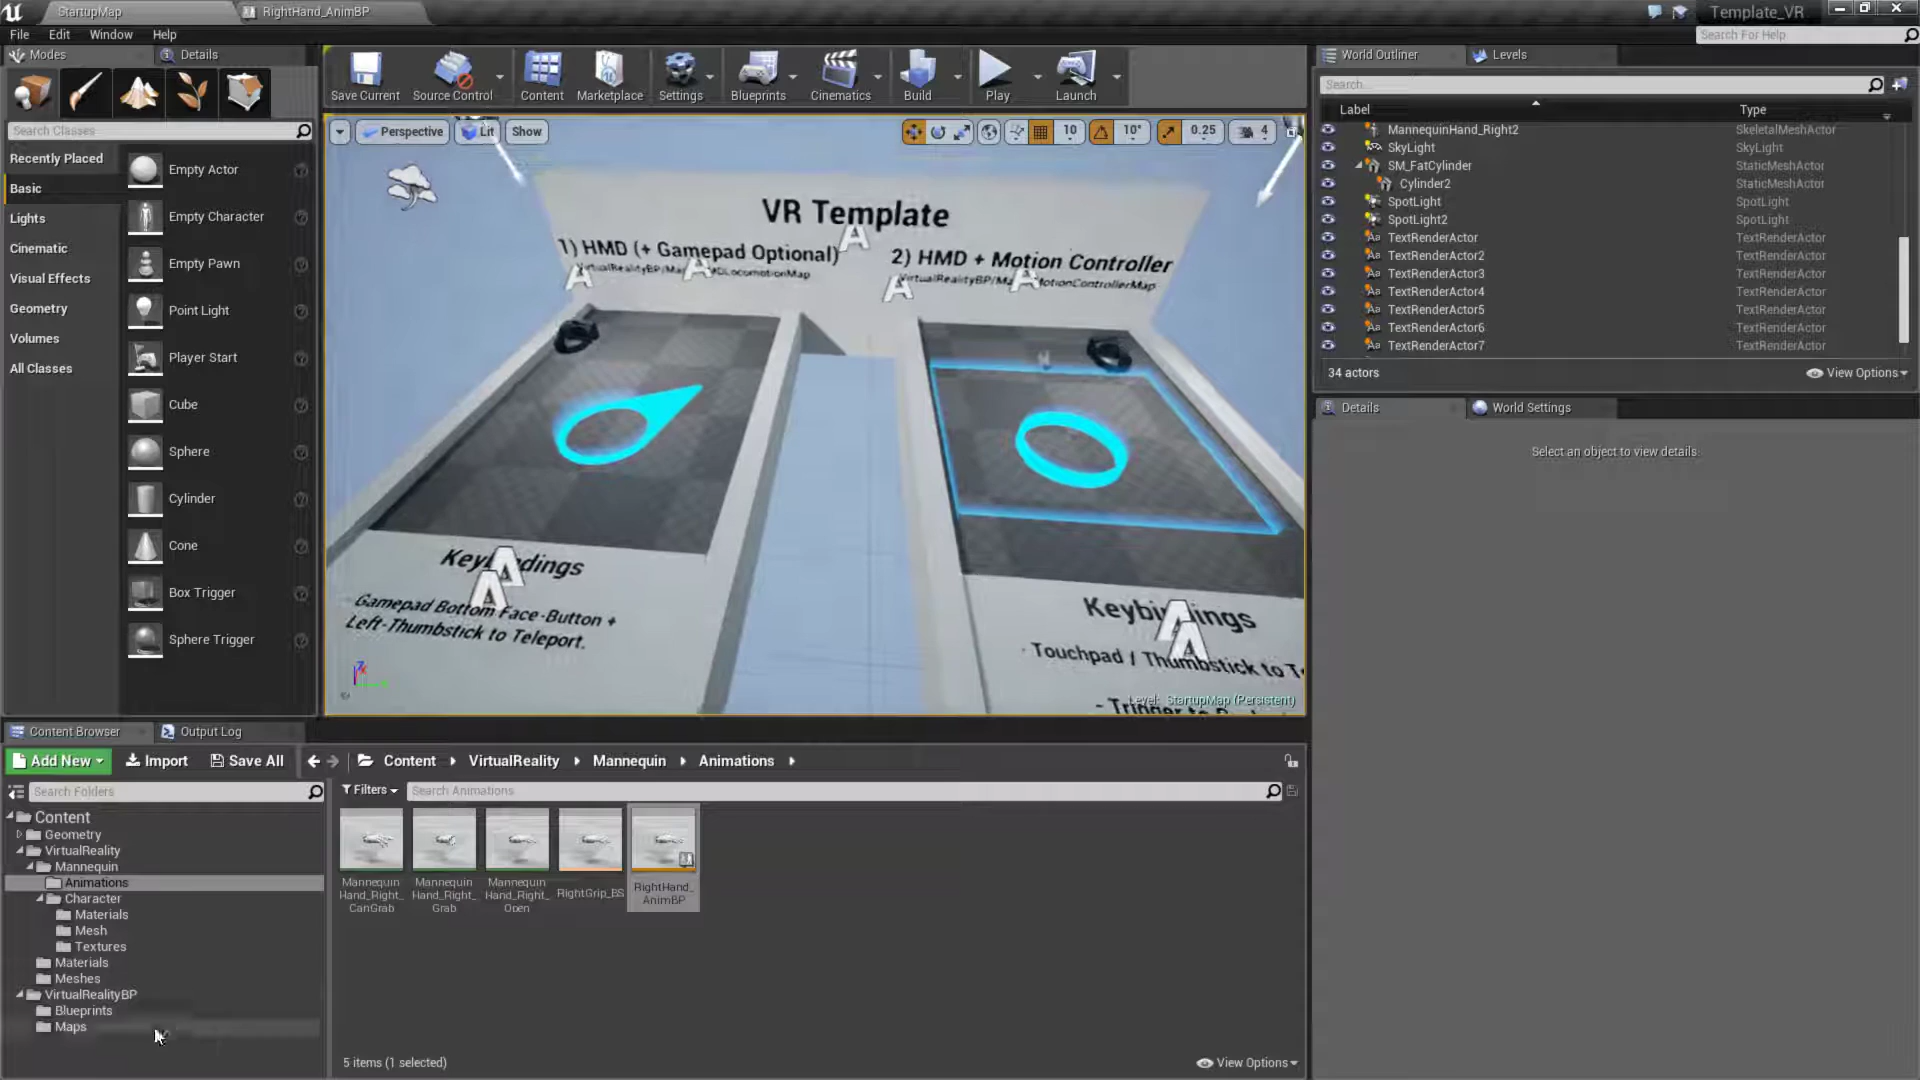 StartupMap
RightHand_AnimBP
Template_VR
File
Edit
Window
Help
Search For Help
Modes
Details
Search Classes
Recently Placed
Basic
Lights
Cinematic
Visual Effects
Geometry
Volumes
All Classes
Empty Actor
Empty Character
Empty Pawn
Point Light
Player Start
Cube
Sphere
Cylinder
Cone
Box Trigger
Sphere Trigger
Save Current
Source Control
Content
Marketplace
Settings
Blueprints
Cinematics
Build
Play
Launch
Perspective
Lit
Show
10
10°
0.25
4
VR Template
1) HMD (+ Gamepad Optional)
2) HMD + Motion Controller
Keybindings
Gamepad Bottom Face-Button +
Left-Thumbstick to Teleport.
Keybindings
- Touchpad / Thumbstick to
- Trigger to
Level: StartupMap (Persistent)
World Outliner
Levels
Search...
Label
Type
MannequinHand_Right2 SkeletalMeshActor
SkyLight SkyLight
SM_FatCylinder StaticMeshActor
Cylinder2 StaticMeshActor
SpotLight SpotLight
SpotLight2 SpotLight
TextRenderActor TextRenderActor
TextRenderActor2 TextRenderActor
TextRenderActor3 TextRenderActor
TextRenderActor4 TextRenderActor
TextRenderActor5 TextRenderActor
TextRenderActor6 TextRenderActor
TextRenderActor7 TextRenderActor
34 actors
View Options
Details
World Settings
Select an object to view details.
Content Browser
Output Log
Add New
Import
Save All
Content
VirtualReality
Mannequin
Animations
Search Folders
Filters
Search Animations
Content
Geometry
VirtualReality
Mannequin
Animations
Character
Materials
Mesh
Textures
Materials
Meshes
VirtualRealityBP
Blueprints
Maps
Mannequin
Hand_Right_
CanGrab
Mannequin
Hand_Right_
Grab
Mannequin
Hand_Right_
Open
RightGrip_BS
RightHand_
AnimBP
5 items (1 selected)
View Options